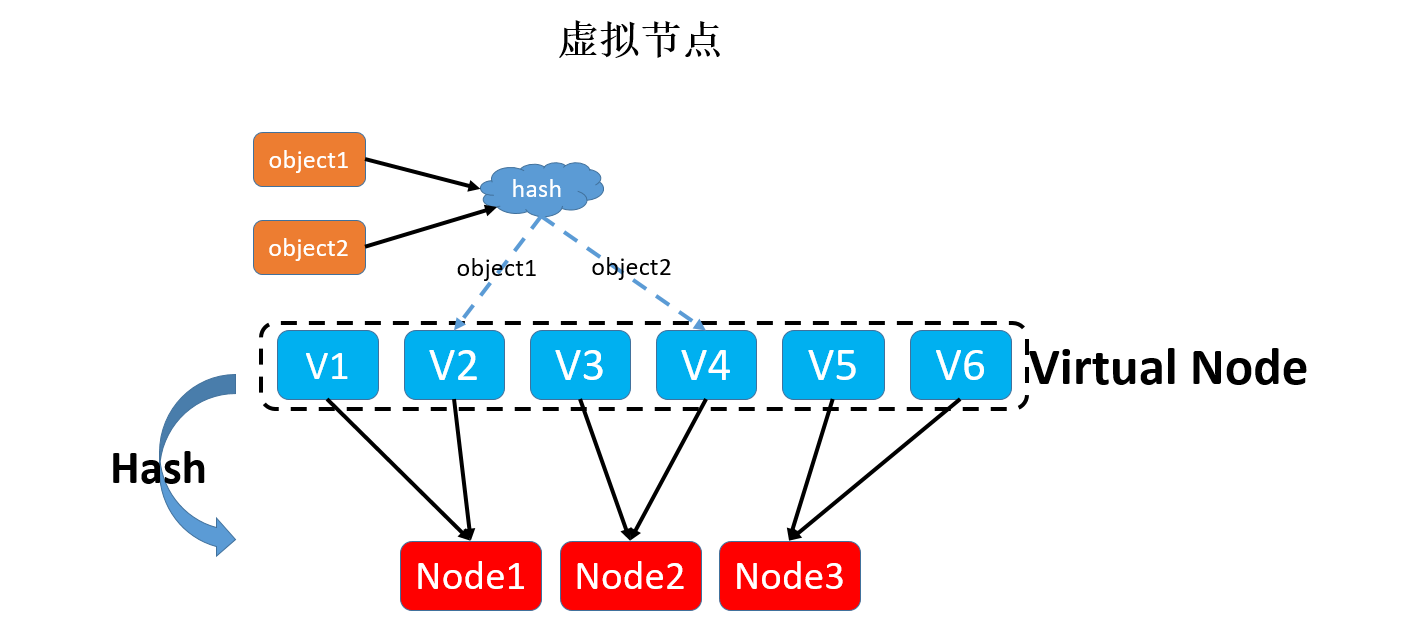 虚拟节点
object1
hash
object2
object1
object2
V1
V2
V3
V4
V5
V6
Virtual Node
Hash
Node1
Node2
Node3